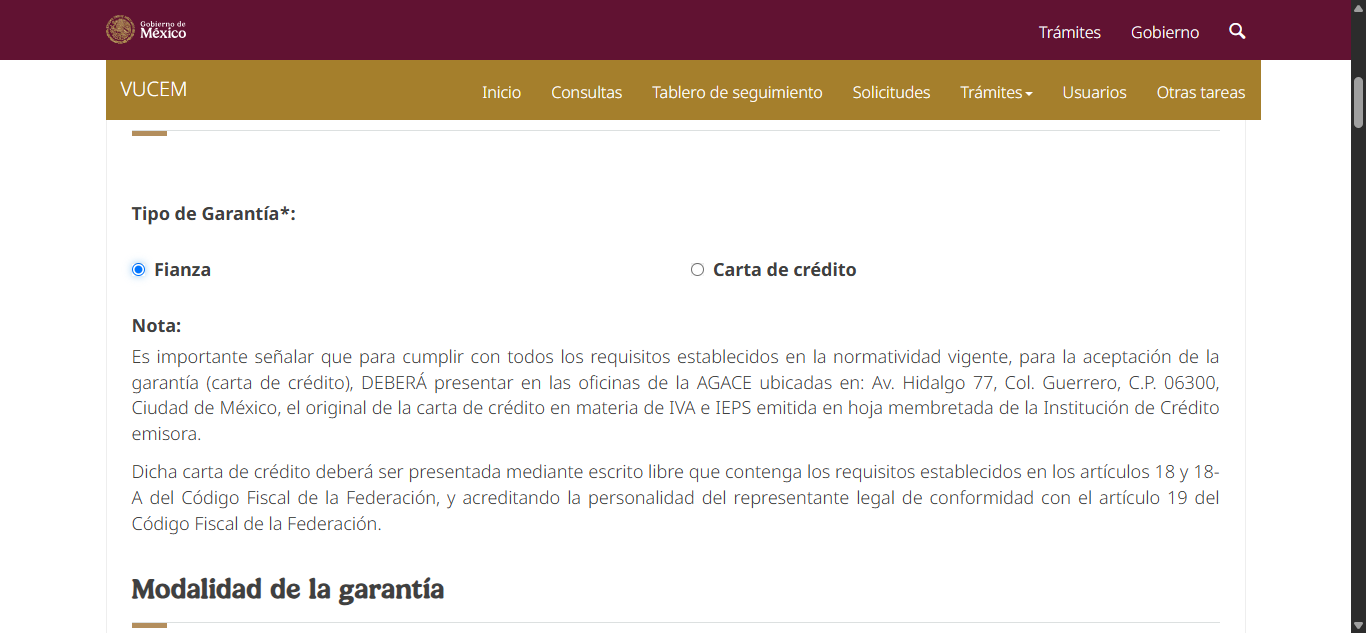 Gobierno de
México
Trámites
Gobierno
VUCEM
Inicio
Consultas
Tablero de seguimiento
Solicitudes
Trámites
Usuarios
Otras tareas
Tipo de Garantía*:
Fianza
Carta de crédito
Nota:
Es importante señalar que para cumplir con todos los requisitos establecidos en la normatividad vigente, para la aceptación de la
garantía (carta de crédito), DEBERÁ presentar en las oficinas de la AGACE ubicadas en: Av. Hidalgo 77, Col. Guerrero, C.P. 06300,
Ciudad de México, el original de la carta de crédito en materia de IVA e IEPS emitida en hoja membretada de la Institución de Crédito
emisora.
Dicha carta de crédito deberá ser presentada mediante escrito libre que contenga los requisitos establecidos en los artículos 18 y 18-
A del Código Fiscal de la Federación, y acreditando la personalidad del representante legal de conformidad con el artículo 19 del
Código Fiscal de la Federación.
Modalidad de la garantía